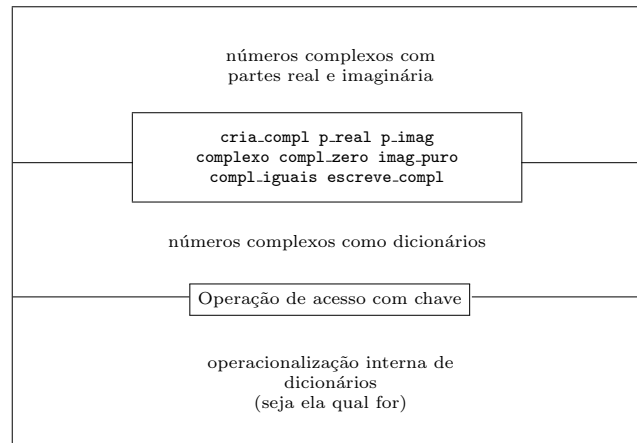 números complexos com
partes real e imaginária
cria_compl p_real p_imag
complexo compl_zero imag_puro
compl_iguais escreve_compl
números complexos como dicionários
Operação de acesso com chave
operacionalização interna de
dicionários
(seja ela qual for)